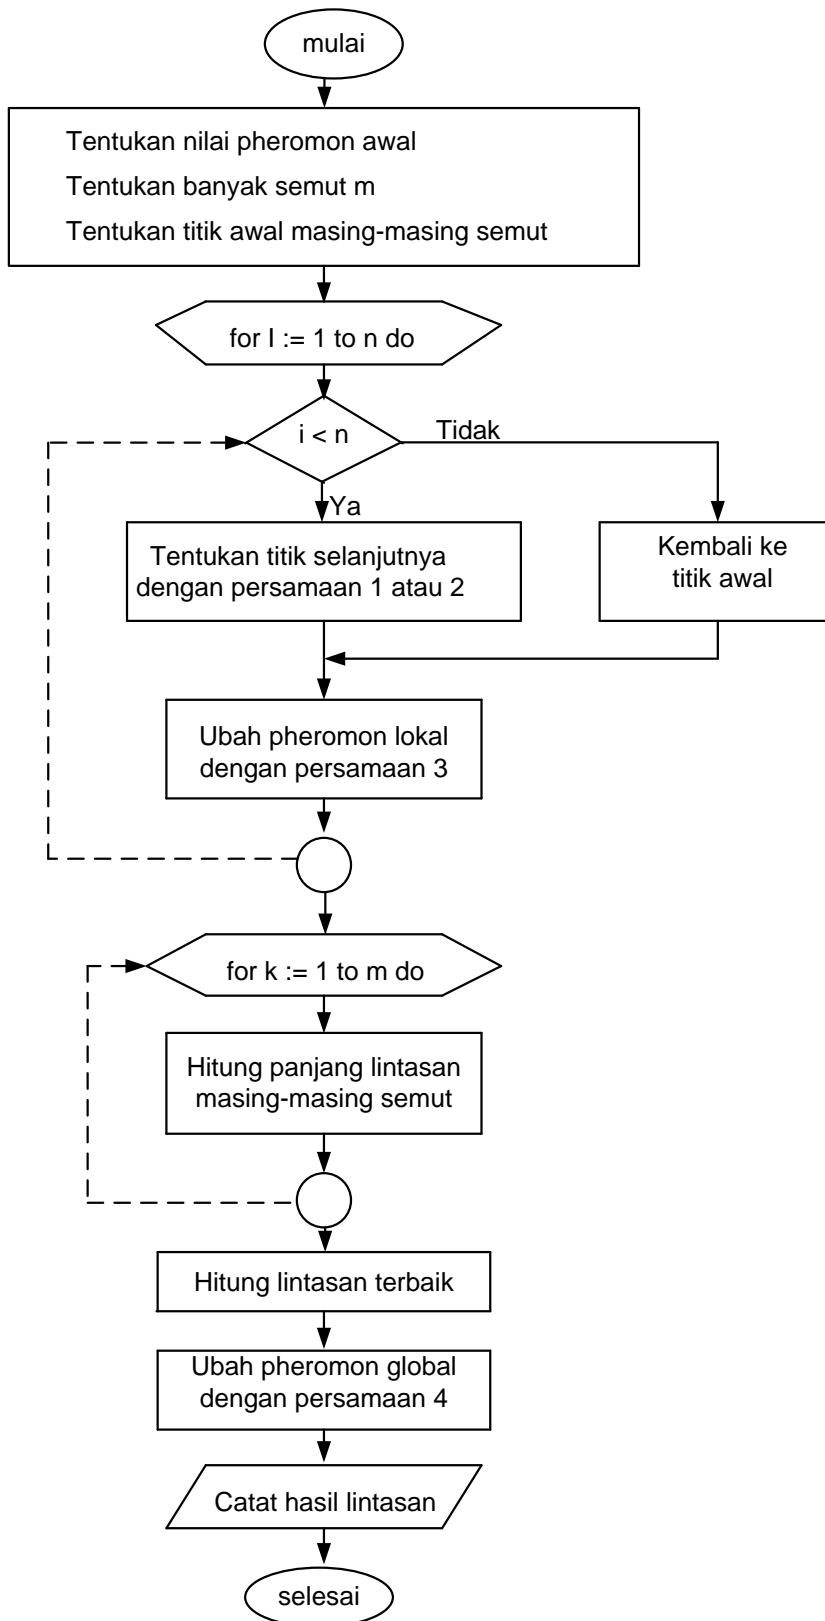 mulai
Tentukan nilai pheromon awal
Tentukan banyak semut m
Tentukan titik awal masing-masing semut
for I := 1 to n do
i < n
Tidak
Ya
Tentukan titik selanjutnya
dengan persamaan 1 atau 2
Kembali ke
titik awal
Ubah pheromon lokal
dengan persamaan 3
for k := 1 to m do
Hitung panjang lintasan
masing-masing semut
Hitung lintasan terbaik
Ubah pheromon global
dengan persamaan 4
Catat hasil lintasan
selesai